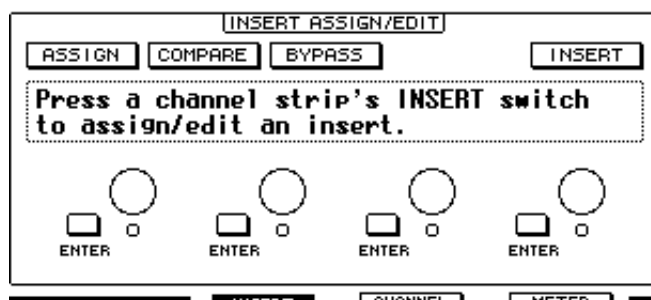 INSERT ASSIGN/EDIT
ASSIGN COMPARE BYPASS INSERT
Press a channel strip's INSERT switch
to assign/edit an insert.
ENTER ENTER ENTER ENTER
INSERT CHANNEL METER